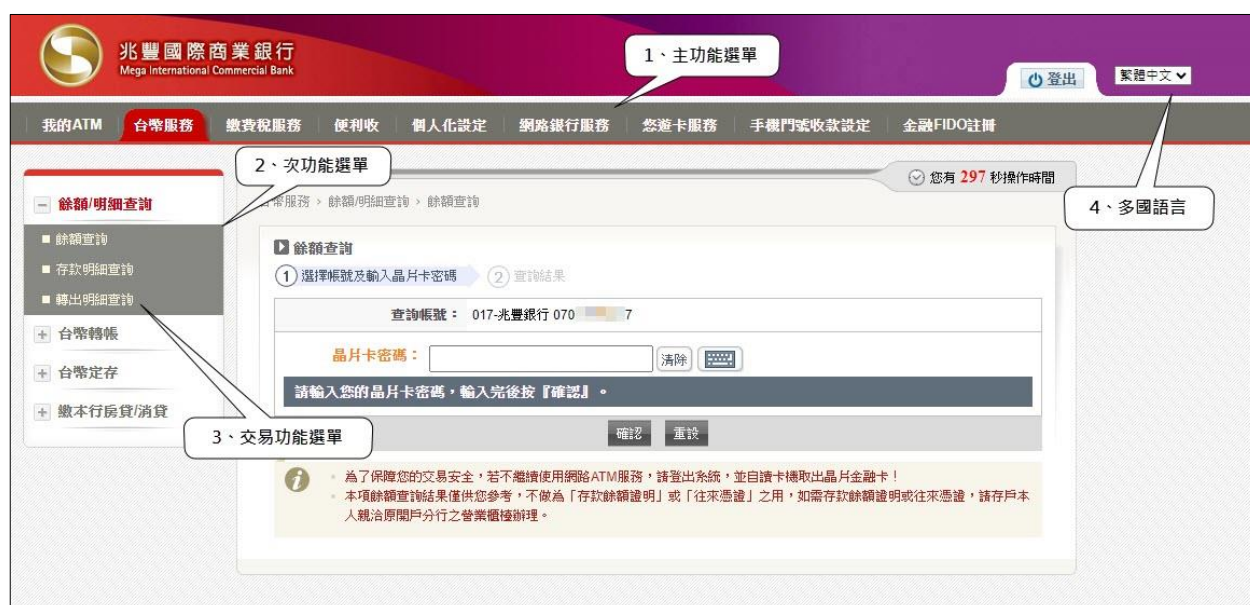 兆豐國際商業銀行
Mega International Commercial Bank
1、主功能選單
登出
繁體中文
我的ATM 台幣服務 繳費稅服務 便利收 個人化設定 網路銀行服務 悠遊卡服務 手機門號收款設定 金融FIDO註冊
2、次功能選單
您有 297 秒操作時間
4、多國語言
餘額/明細查詢
台幣服務 > 餘額/明細查詢 > 餘額查詢
餘額查詢
存款明細查詢
轉出明細查詢
台幣轉帳
台幣定存
繳本行房貸/消貸
3、交易功能選單
餘額查詢
1 選擇帳號及輸入晶片卡密碼 2 查詢結果
查詢帳號： 017-兆豐銀行 070 7
晶片卡密碼： 清除
請輸入您的晶片卡密碼，輸入完後按『確認』。
確認 重設
為了保障您的交易安全，若不繼續使用網路ATM服務，請登出系統，並自讀卡機取出晶片金融卡！
本項餘額查詢結果僅供您參考，不做為「存款餘額證明」或「往來憑證」之用，如需存款餘額證明或往來憑證，請存戶本
人親洽原開戶分行之營業櫃檯辦理。